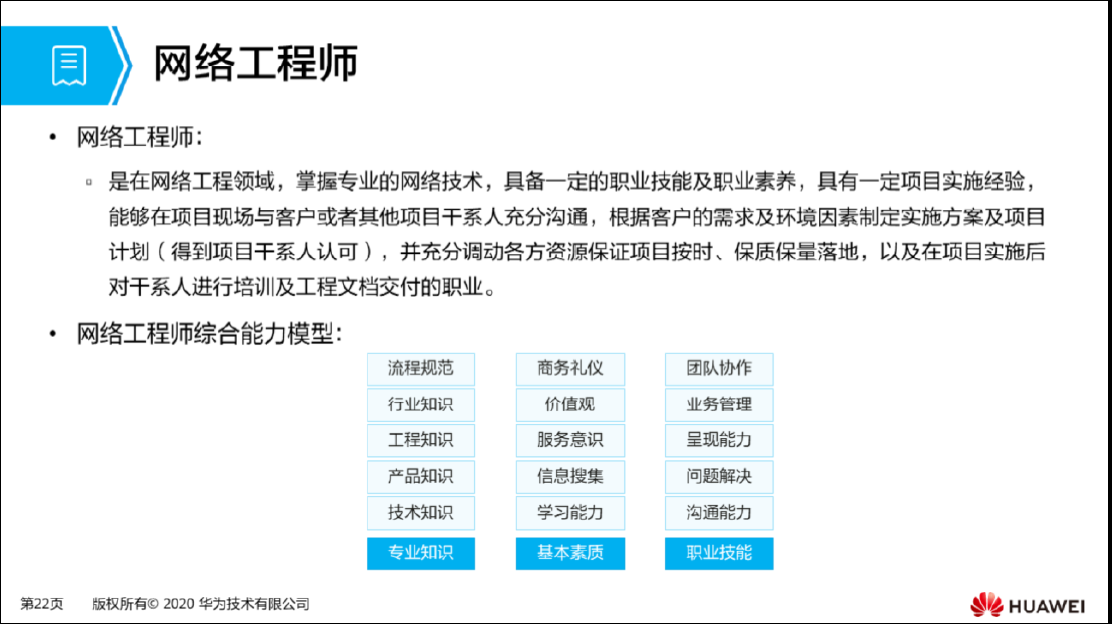 网络工程师
• 网络工程师：
▫ 是在网络工程领域，掌握专业的网络技术，具备一定的职业技能及职业素养，具有一定项目实施经验，
能够在项目现场与客户或者其他项目干系人充分沟通，根据客户的需求及环境因素制定实施方案及项目
计划（得到项目干系人认可），并充分调动各方资源保证项目按时、保质保量落地，以及在项目实施后
对干系人进行培训及工程文档交付的职业。
• 网络工程师综合能力模型：
流程规范 商务礼仪 团队协作
行业知识 价值观 业务管理
工程知识 服务意识 呈现能力
产品知识 信息搜集 问题解决
技术知识 学习能力 沟通能力
专业知识 基本素质 职业技能
第22页 版权所有© 2020 华为技术有限公司
HUAWEI